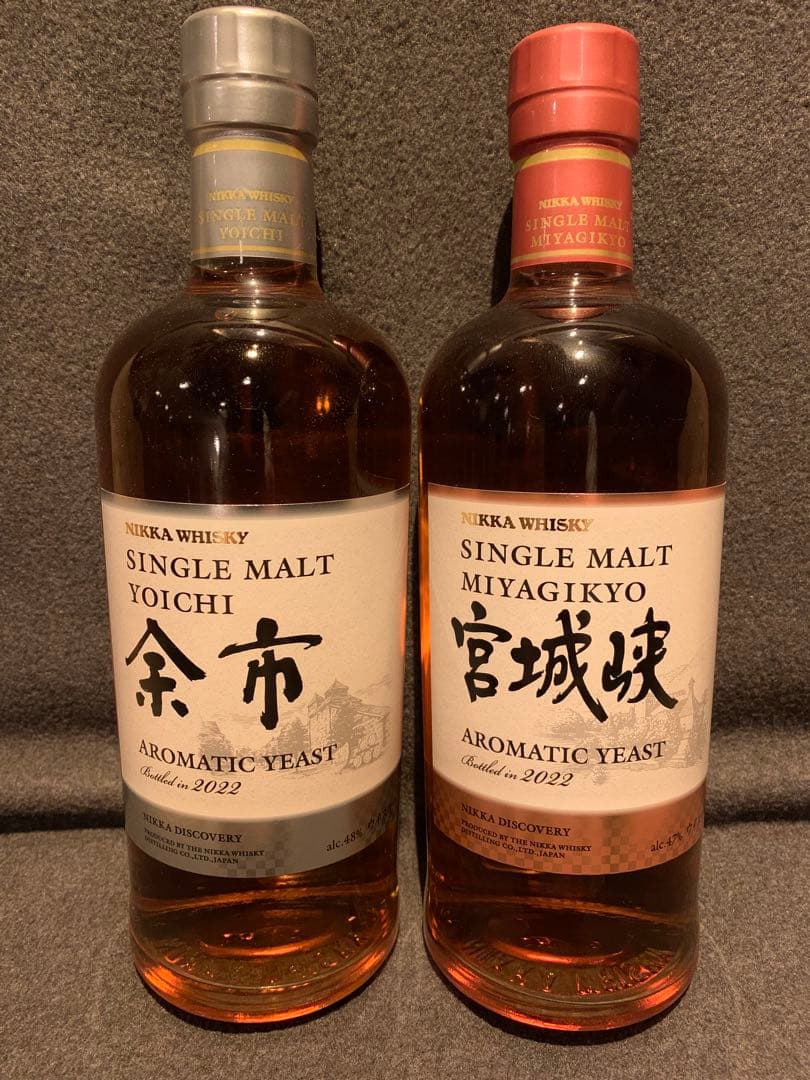 NIKKA WHISKY
SINGLE MALT
YOICHI
NIKKA WHISKY
SINGLE MALT
YOICHI
余市
AROMATIC YEAST
Bottled in 2022
NIKKA DISCOVERY
PRODUCED BY THE NIKKA WHISKY
DISTILLING CO.,LTD.,JAPAN
alc.48%
NIKKA WHISKY
SINGLE MALT
MIYAGIKYO
NIKKA WHISKY
SINGLE MALT
MIYAGIKYO
宮城峡
AROMATIC YEAST
Bottled in 2022
NIKKA DISCOVERY
PRODUCED BY THE NIKKA WHISKY
DISTILLING CO.,LTD.,JAPAN
alc.47%